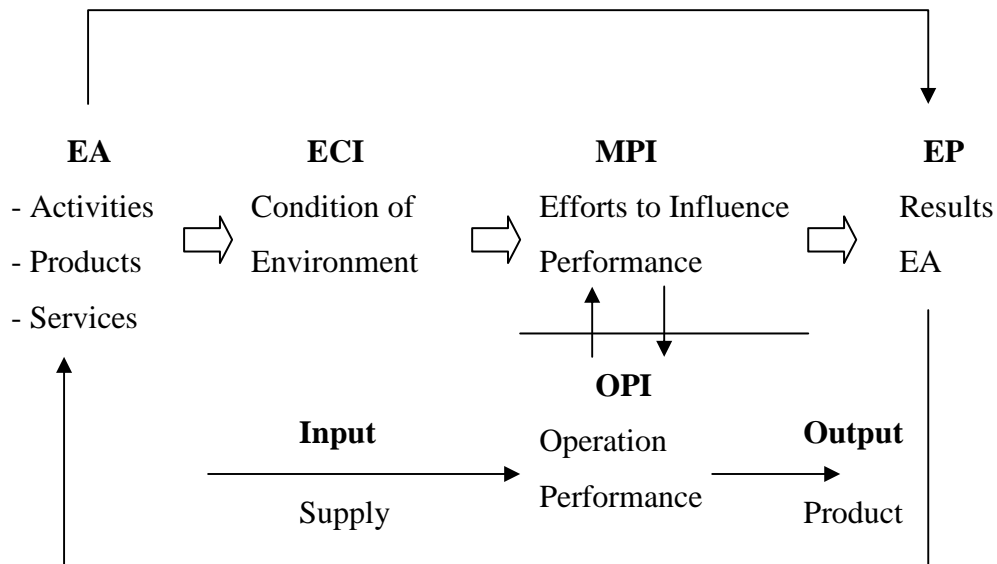 EA
- Activities
- Products
- Services
ECI
Condition of
Environment
MPI
Efforts to Influence
Performance
EP
Results
EA
OPI
Operation
Performance
Input
Supply
Output
Product